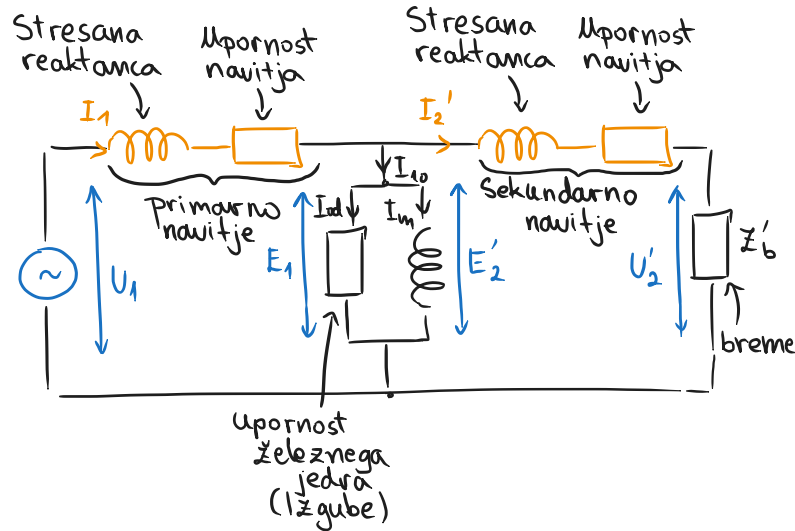 Stresana
reaktanca
Upornost
navitja
Stresana
reaktanca
Upornost
navitja
I₁
I₂'
I₁₀
primarno
navitje
Iod
Im
sekundarno
navitje
U₁
E₁
E₂'
U₂'
Z'b
breme
upornost
železnega
jedra
(Izgube)